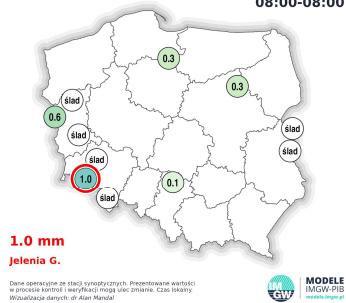 08:00-08:00
0.3
0.3
ślad
0.6
ślad
ślad
ślad
ślad
1.0
0.1
ślad
1.0 mm
Jelenia G.
Dane operacyjne ze stacji synoptycznych. Prezentowane wartości
w procesie kontroli i weryfikacji mogą ulec zmianie. Czas lokalny.
Wizualizacja danych: dr Alan Mandal
IM
GW
MODELE
IMGW-PIB
modele.imgw.pl